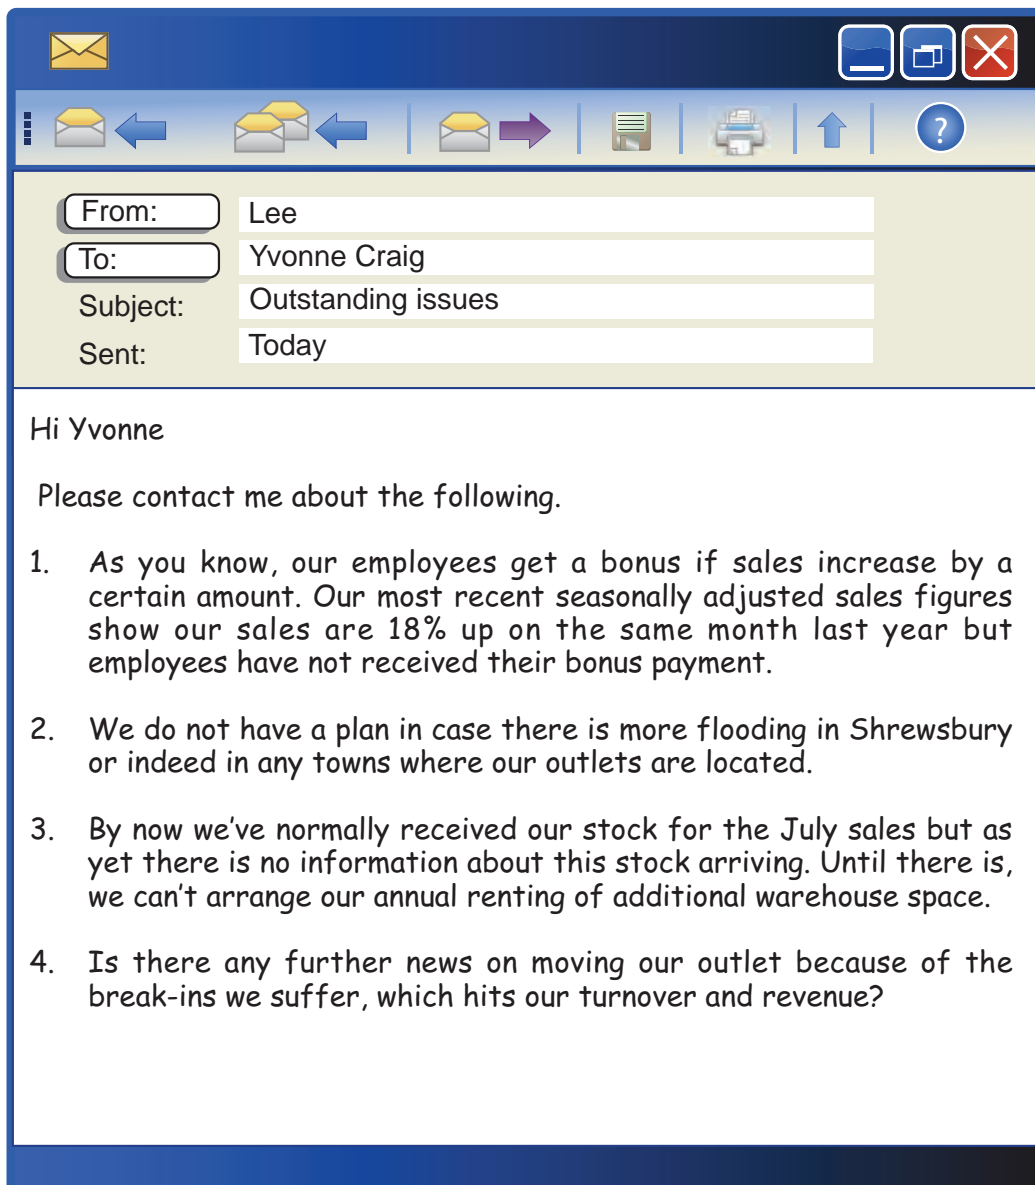 ?
From: Lee
To: Yvonne Craig
Subject: Outstanding issues
Sent: Today
Hi Yvonne
Please contact me about the following.
1. As you know, our employees get a bonus if sales increase by a
certain amount. Our most recent seasonally adjusted sales figures
show our sales are 18% up on the same month last year but
employees have not received their bonus payment.
2. We do not have a plan in case there is more flooding in Shrewsbury
or indeed in any towns where our outlets are located.
3. By now we've normally received our stock for the July sales but as
yet there is no information about this stock arriving. Until there is,
we can't arrange our annual renting of additional warehouse space.
4. Is there any further news on moving our outlet because of the
break-ins we suffer, which hits our turnover and revenue?